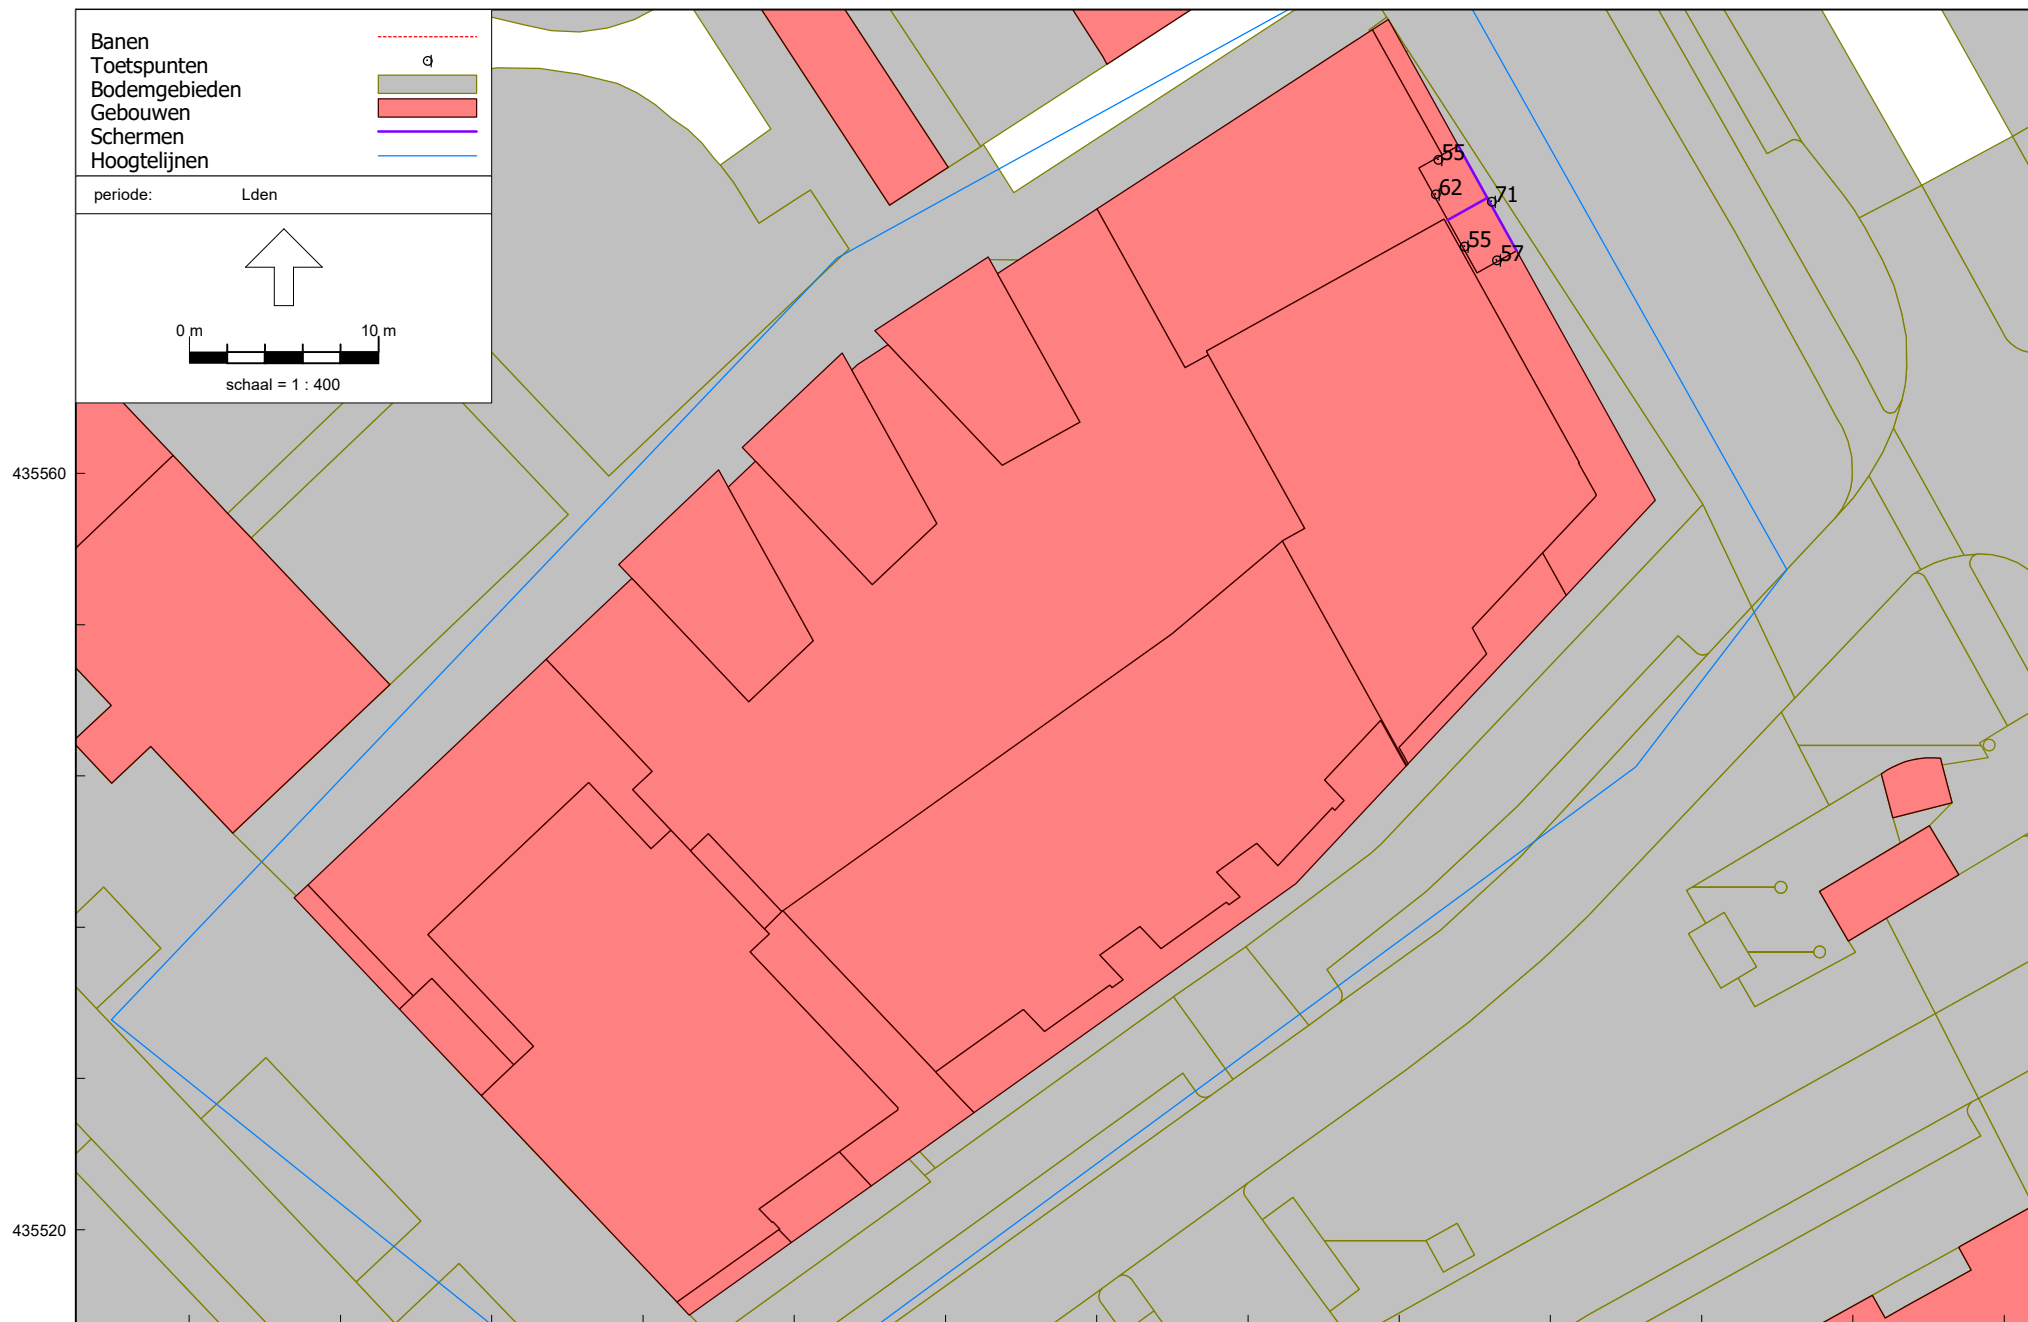 Banen
Toetspunten
Bodemgebieden
Gebouwen
Schermen
Hoogtelijnen
periode: Lden
0 m 10 m
schaal = 1 : 400
55
62
71
55
57
435560
435520